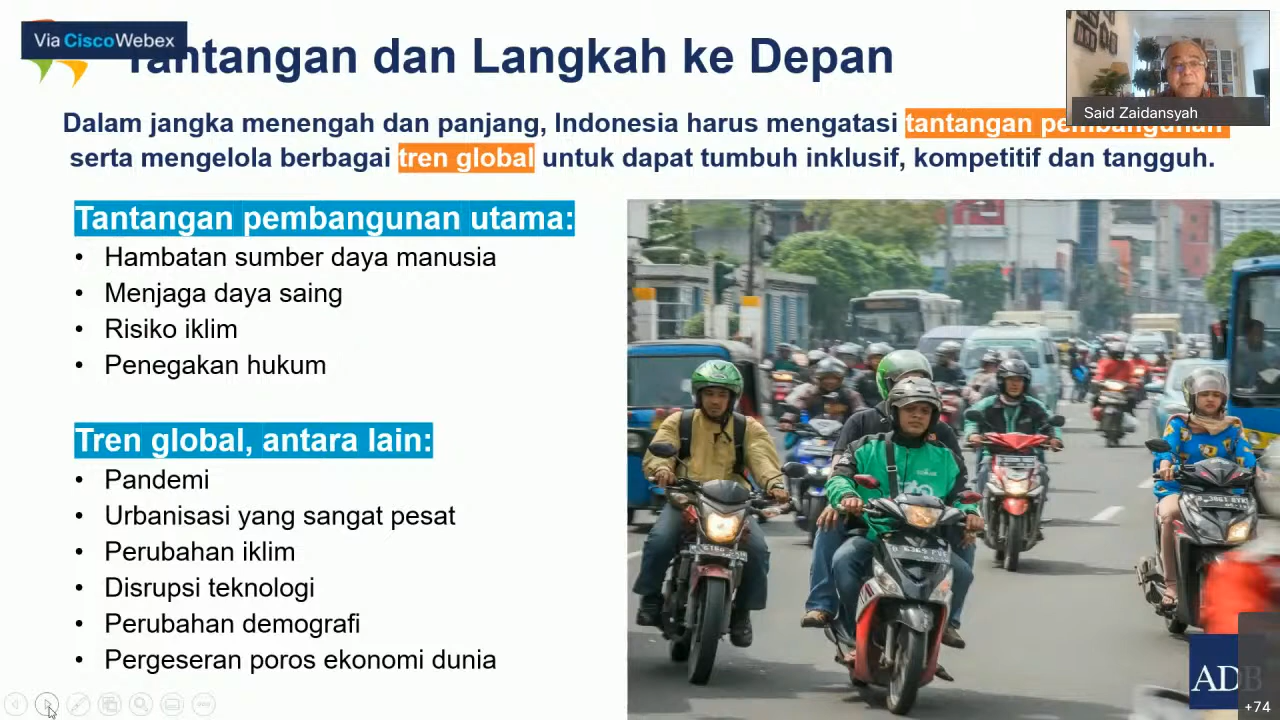 Via Cisco Webex
Tantangan dan Langkah ke Depan
Said Zaidansyah
Dalam jangka menengah dan panjang, Indonesia harus mengatasi tantangan pembangunan
serta mengelola berbagai tren global untuk dapat tumbuh inklusif, kompetitif dan tangguh.
Tantangan pembangunan utama:
• Hambatan sumber daya manusia
• Menjaga daya saing
• Risiko iklim
• Penegakan hukum
Tren global, antara lain:
• Pandemi
• Urbanisasi yang sangat pesat
• Perubahan iklim
• Disrupsi teknologi
• Perubahan demografi
• Pergeseran poros ekonomi dunia
ADB
+74